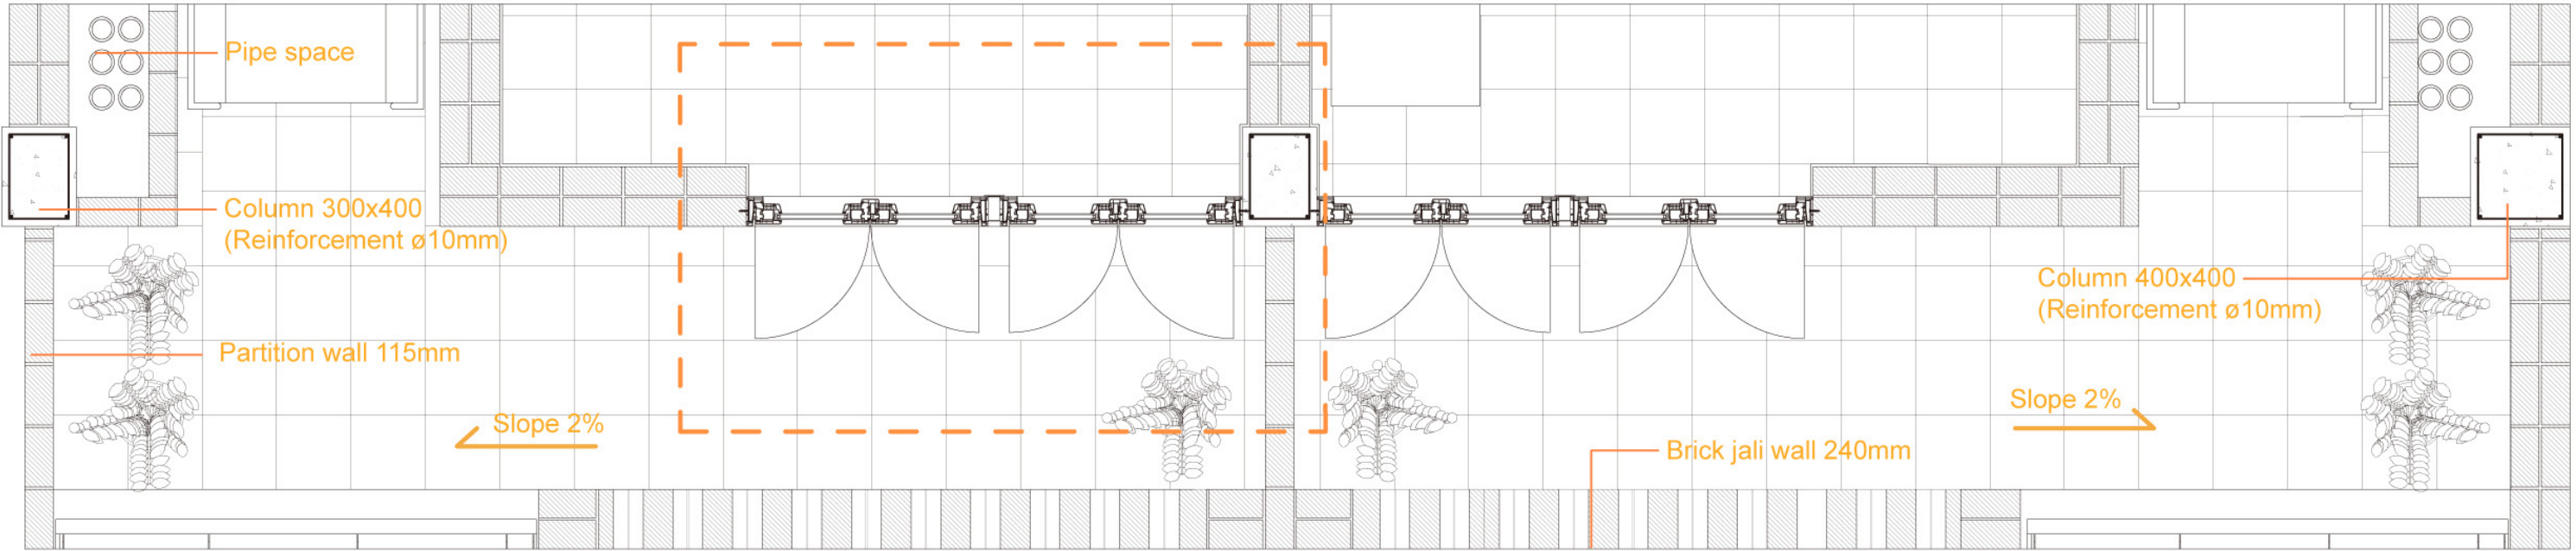 Pipe space
Column 300x400
(Reinforcement ø10mm)
Column 400x400
(Reinforcement ø10mm)
Partition wall 115mm
Slope 2%
Slope 2%
Brick jali wall 240mm